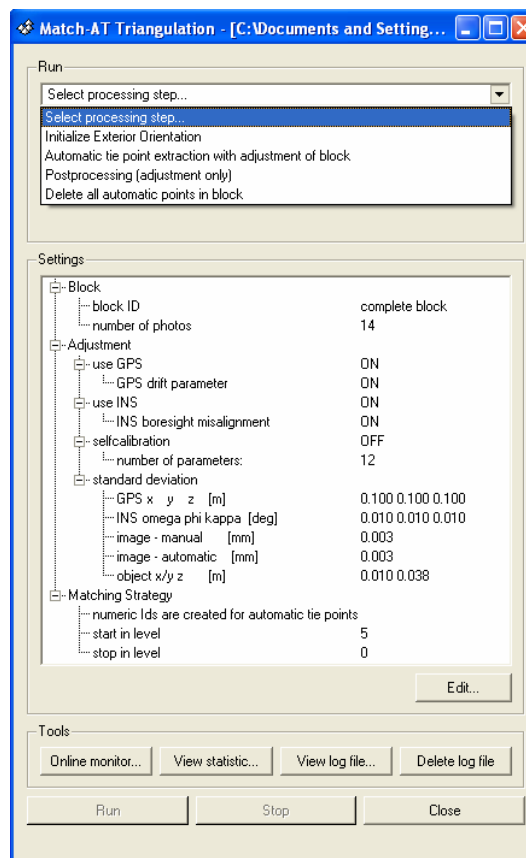 Match-AT Triangulation - [C:\Documents and Setting...
Run
Select processing step...
Select processing step...
Initialize Exterior Orientation
Automatic tie point extraction with adjustment of block
Postprocessing (adjustment only)
Delete all automatic points in block
Settings
Block
block ID complete block
number of photos 14
Adjustment
use GPS ON
GPS drift parameter ON
use INS ON
INS boresight misalignment ON
selfcalibration OFF
number of parameters: 12
standard deviation
GPS x y z [m] 0.100 0.100 0.100
INS omega phi kappa [deg] 0.010 0.010 0.010
image - manual [mm] 0.003
image - automatic [mm] 0.003
object x/y z [m] 0.010 0.038
Matching Strategy
numeric Ids are created for automatic tie points
start in level 5
stop in level 0
Edit...
Tools
Online monitor... View statistic... View log file... Delete log file
Run Stop Close